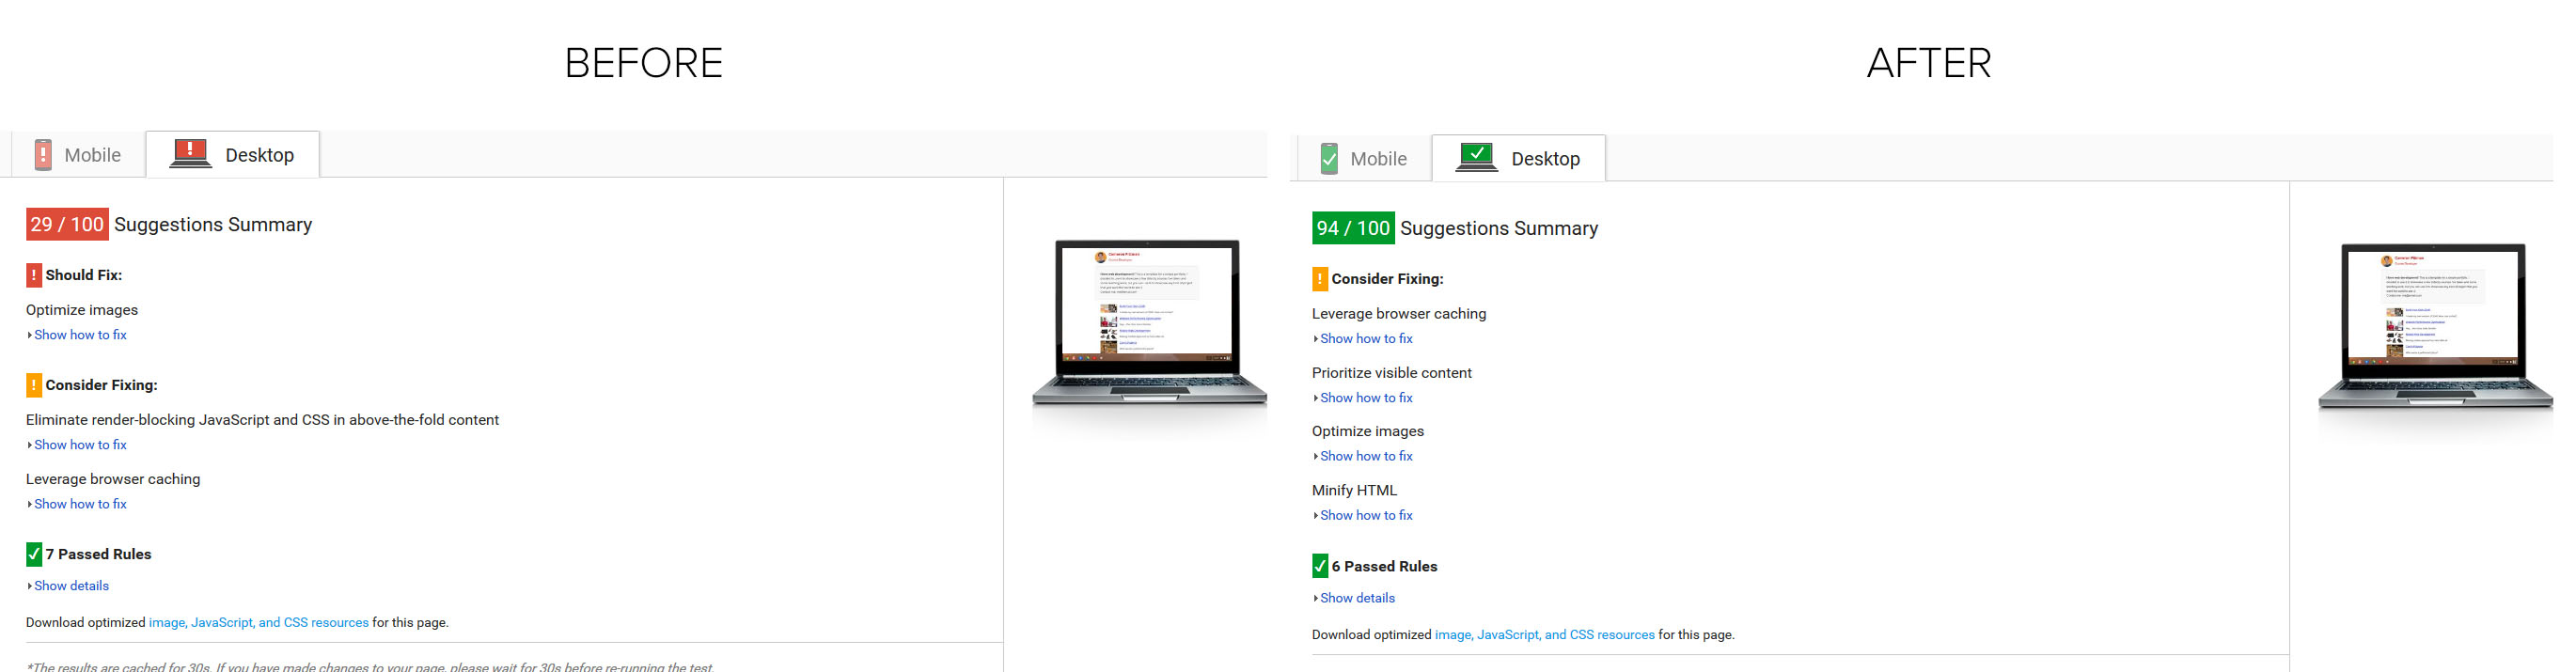 BEFORE
Mobile
Desktop
29 / 100 Suggestions Summary
! Should Fix:
Optimize images
Show how to fix
! Consider Fixing:
Eliminate render-blocking JavaScript and CSS in above-the-fold content
Show how to fix
Leverage browser caching
Show how to fix
7 Passed Rules
Show details
Download optimized image, JavaScript, and CSS resources for this page.
*The results are cached for 30s. If you have made changes to your page, please wait for 30s before re-running the test.
AFTER
Mobile
Desktop
94 / 100 Suggestions Summary
! Consider Fixing:
Leverage browser caching
Show how to fix
Prioritize visible content
Show how to fix
Optimize images
Show how to fix
Minify HTML
Show how to fix
6 Passed Rules
Show details
Download optimized image, JavaScript, and CSS resources for this page.